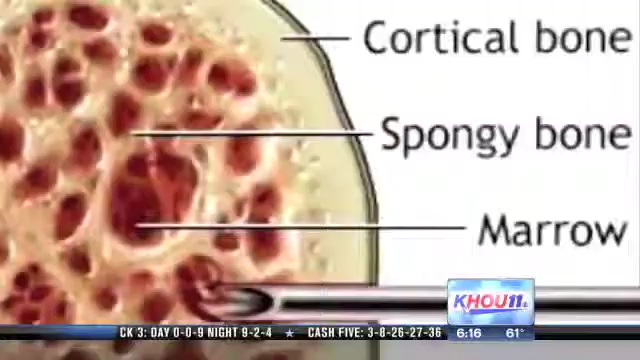 Cortical bone
Spongy bone
Marrow
KHOU11
CK 3: DAY 0-0-9 NIGHT 9-2-4 ★ CASH FIVE: 3-8-26-27-36 6:16 61°